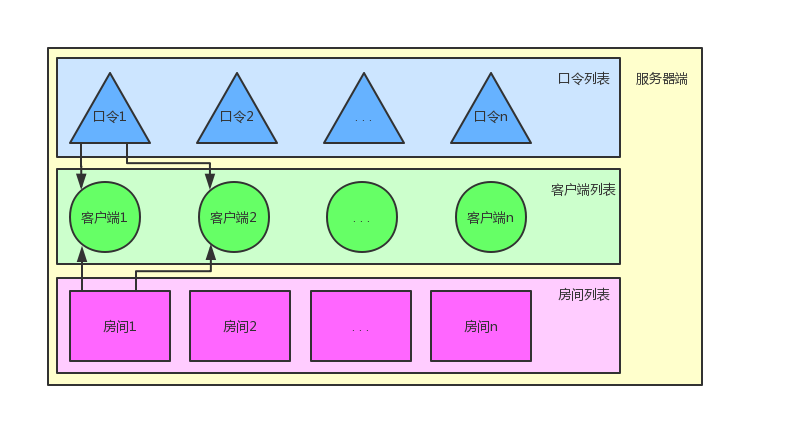 口令列表
服务器端
口令1
口令2
. . .
口令n
客户端列表
客户端1
客户端2
. . .
客户端n
房间列表
房间1
房间2
. . .
房间n